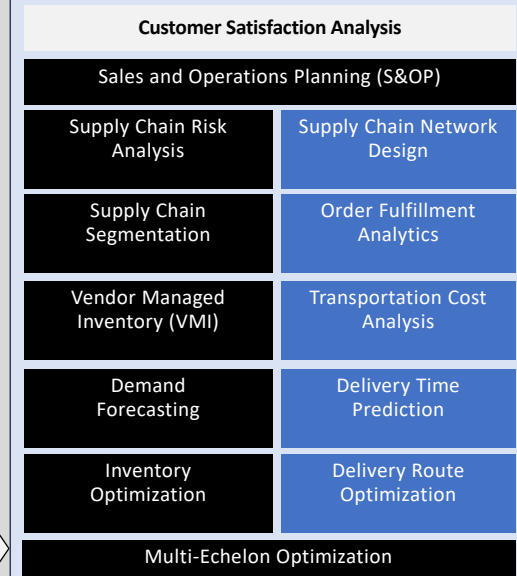 Customer Satisfaction Analysis
Sales and Operations Planning (S&OP)
Supply Chain Risk
Analysis
Supply Chain Network
Design
Supply Chain
Segmentation
Order Fulfillment
Analytics
Vendor Managed
Inventory (VMI)
Transportation Cost
Analysis
Demand
Forecasting
Delivery Time
Prediction
Inventory
Optimization
Delivery Route
Optimization
Multi-Echelon Optimization